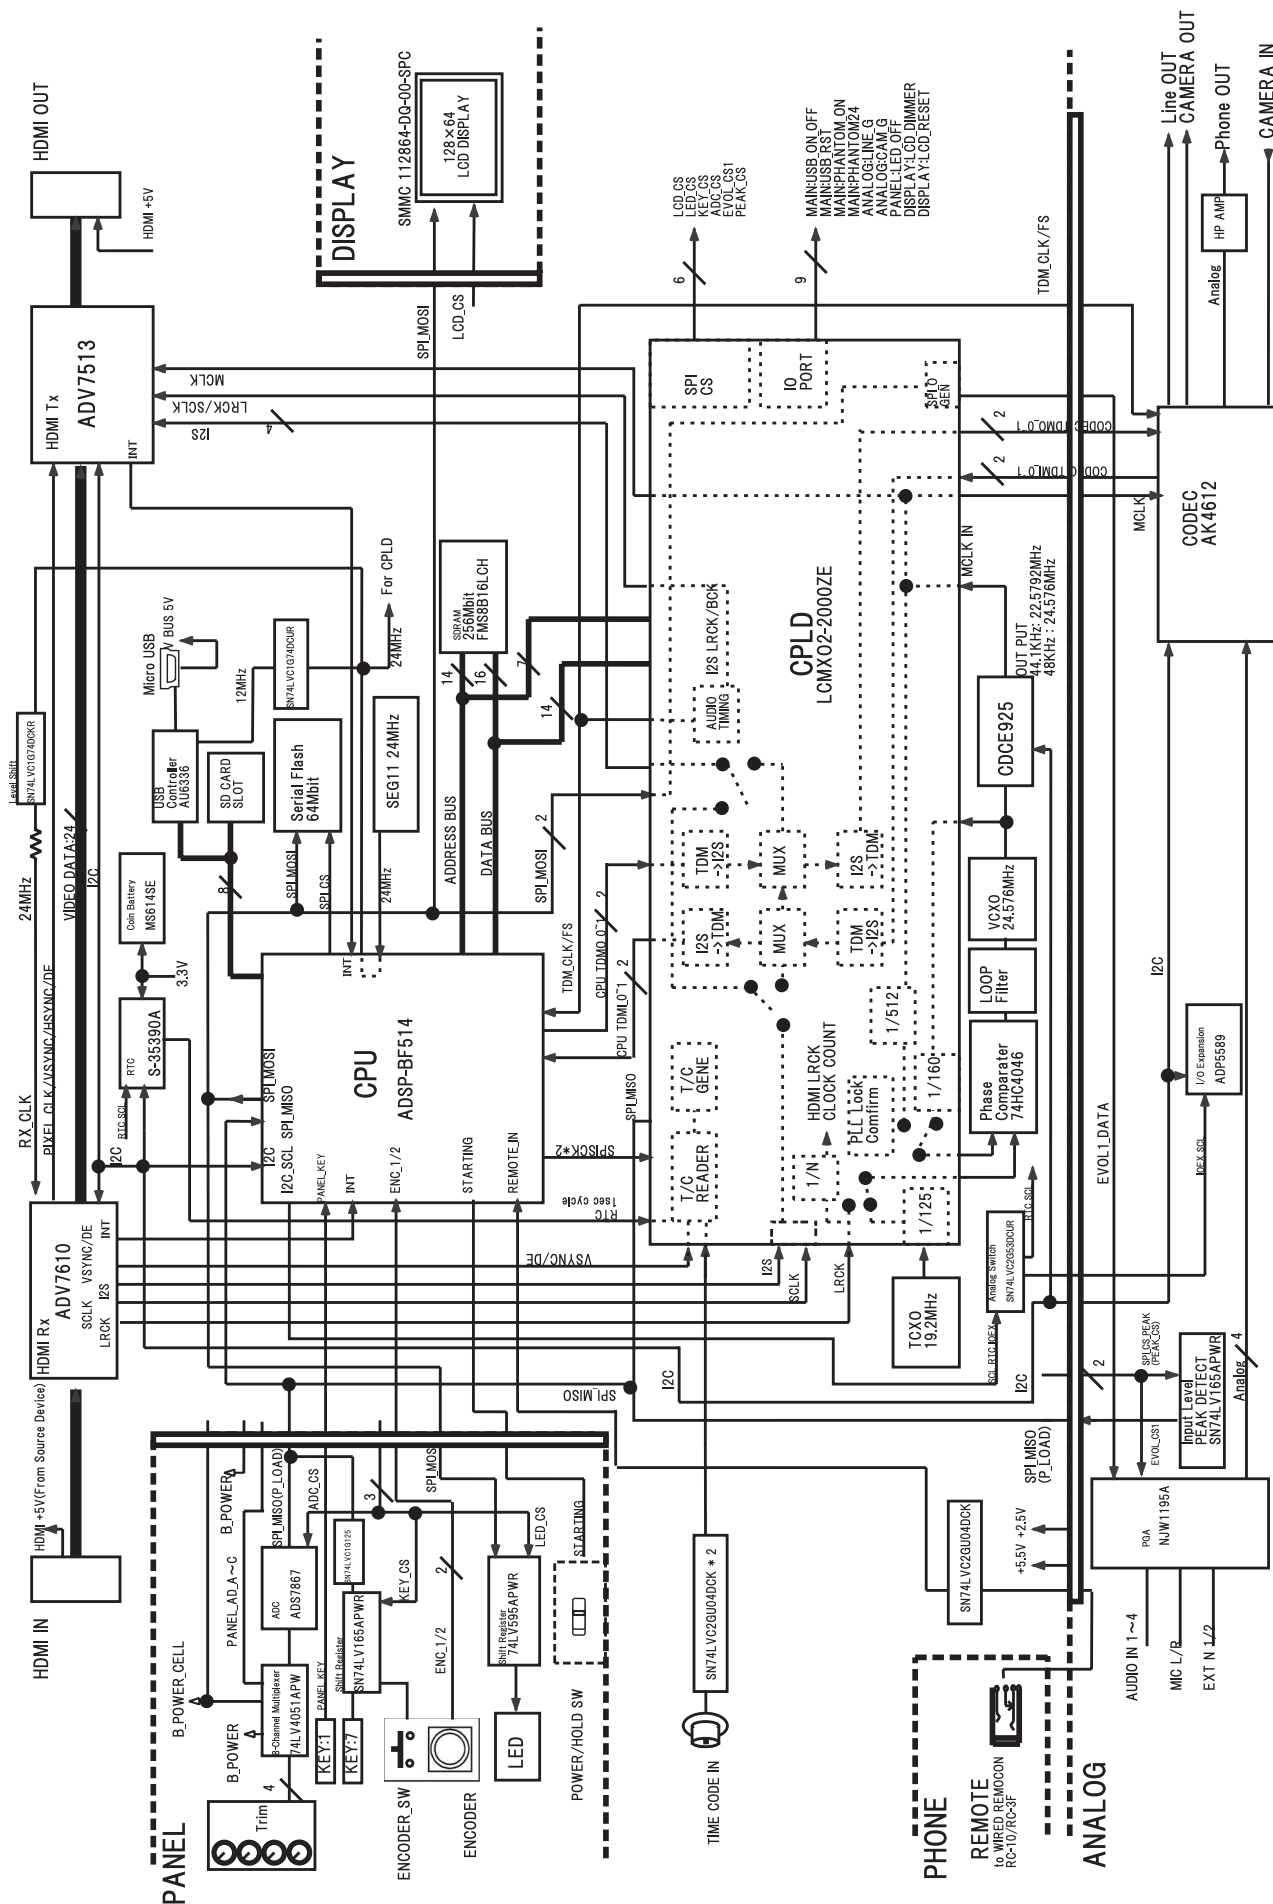 HDMI IN
HDMI +5V(From Source Device)
HDMI Rx
ADV7610
LRCK
SCLK
I2S
VSYNC/DE
INT
RX_CLK
24MHz
Level Shift
SN74LVC1G74DCKR
PIXEL_CLK/VSYNC/HSYNC/DE
VIDEO DATA:24
I2C
I2C
HDMI Tx
ADV7513
INT
HDMI OUT
HDMI +5V
MCLK
LRCK/SCLK
I2S
4
RTC_SCL
RTC
S-35390A
3.3V
Coin Battery
MS614SE
USB
Controller
AU6336
Micro USB
V BUS 5V
12MHz
SN74LVC1G74DCUR
SD CARD
SLOT
8
Serial Flash
64Mbit
SPI_MOSI
SPI_CS
SEG11 24MHz
24MHz
24MHz
For CPLD
SDRAM
256Mbit
FMS8B16LCH
14
16
7
14
ADDRESS BUS
DATA BUS
CPU
ADSP-BF514
I2C
SPI_MOSI
I2C_SCL
SPI_MISO
PANEL_KEY
INT
ENC_1/2
STARTING
REMOTE_IN
INT
RTC
1sec cycle
SPISCK*2
SPI_MISO
SPI_MOSI
2
TDM_CLK/FS
CPU TDMO_0~1
2
CPU TDMI_0~1
2
VSYNC/DE
DISPLAY
SMMC 112864-DQ-00-SPC
128×64
LCD DISPLAY
SPI_MOSI
LCD_CS
CPLD
LCMXO2-2000ZE
SPI
CS
IO
PORT
SPI_O
GEN
I2S LRCK/BCK
AUDIO
TIMING
TDM
->I2S
MUX
I2S
->TDM
I2S
->TDM
MUX
TDM
->I2S
T/C
GENE
T/C
READER
HDMI LRCK
CLOCK COUNT
1/N
PLL Lock
Comfirm
1/512
1/160
1/125
6
LCD_CS
LED_CS
KEY_CS
ADC_CS
EVOL_CS1
PEAK_CS
9
MAIN:USB_ON_OFF
MAIN:USB_RST
MAIN:PHANTOM_ON
MAIN:PHANTOM24
ANALOG:LINE_G
ANALOG:CAM_G
PANEL:LED_OFF
DISPLAY:LCD_DIMMER
DISPLAY:LCD_RESET
I2S
SCLK
LRCK
TCXO
19.2MHz
Phase
Comparater
74HC4046
LOOP
Filter
VCXO
24.576MHz
CDCE925
OUT PUT
44.1KHz: 22.5792MHz
48KHz : 24.576MHz
MCLK IN
MCLK
CODEC TDMI_0~1
2
CODEC TDMO_0~1
2
TDM_CLK/FS
EVOL1_DATA
Analog Switch
SN74LVC2G53DCUR
SCL_RTC_IOEX
RTC_SCL
IOEX_SCL
I/O Expansion
ADP5589
I2C
I2C
I2C
SPI_MISO
PANEL
Trim
4
B_POWER
B_POWER_CELL
B_POWER
8-Channel Multiplexer
74LV4051APW
PANEL_AD_A~C
ADC
ADS7867
SPI_MISO(P_LOAD)
ADC_CS
KEY:1
PANEL_KEY
KEY:7
Shift Register
SN74LV165APWR
SN74LVC1G125
KEY_CS
3
ENCODER_SW
ENCODER
ENC_1/2
2
LED
Shift Register
74LV595APWR
SPI_MOSI
LED_CS
POWER/HOLD SW
STARTING
TIME CODE IN
SN74LVC2GU04DCK * 2
PHONE
REMOTE
to WIRED REMOCON
RC-10/RC-3F
SN74LVC2GU04DCK
SPI_MISO
(P_LOAD)
ANALOG
+5.5V
+2.5V
AUDIO IN 1~4
MIC L/R
EXT N 1/2
PGA
NJW1195A
EVOL_CS1
Input Level
PEAK DETECT
SN74LV165APWR
SPI_CS_PEAK
(PEAK_CS)
2
Analog
4
CODEC
AK4612
Analog
HP AMP
Line OUT
CAMERA OUT
Phone OUT
CAMERA IN